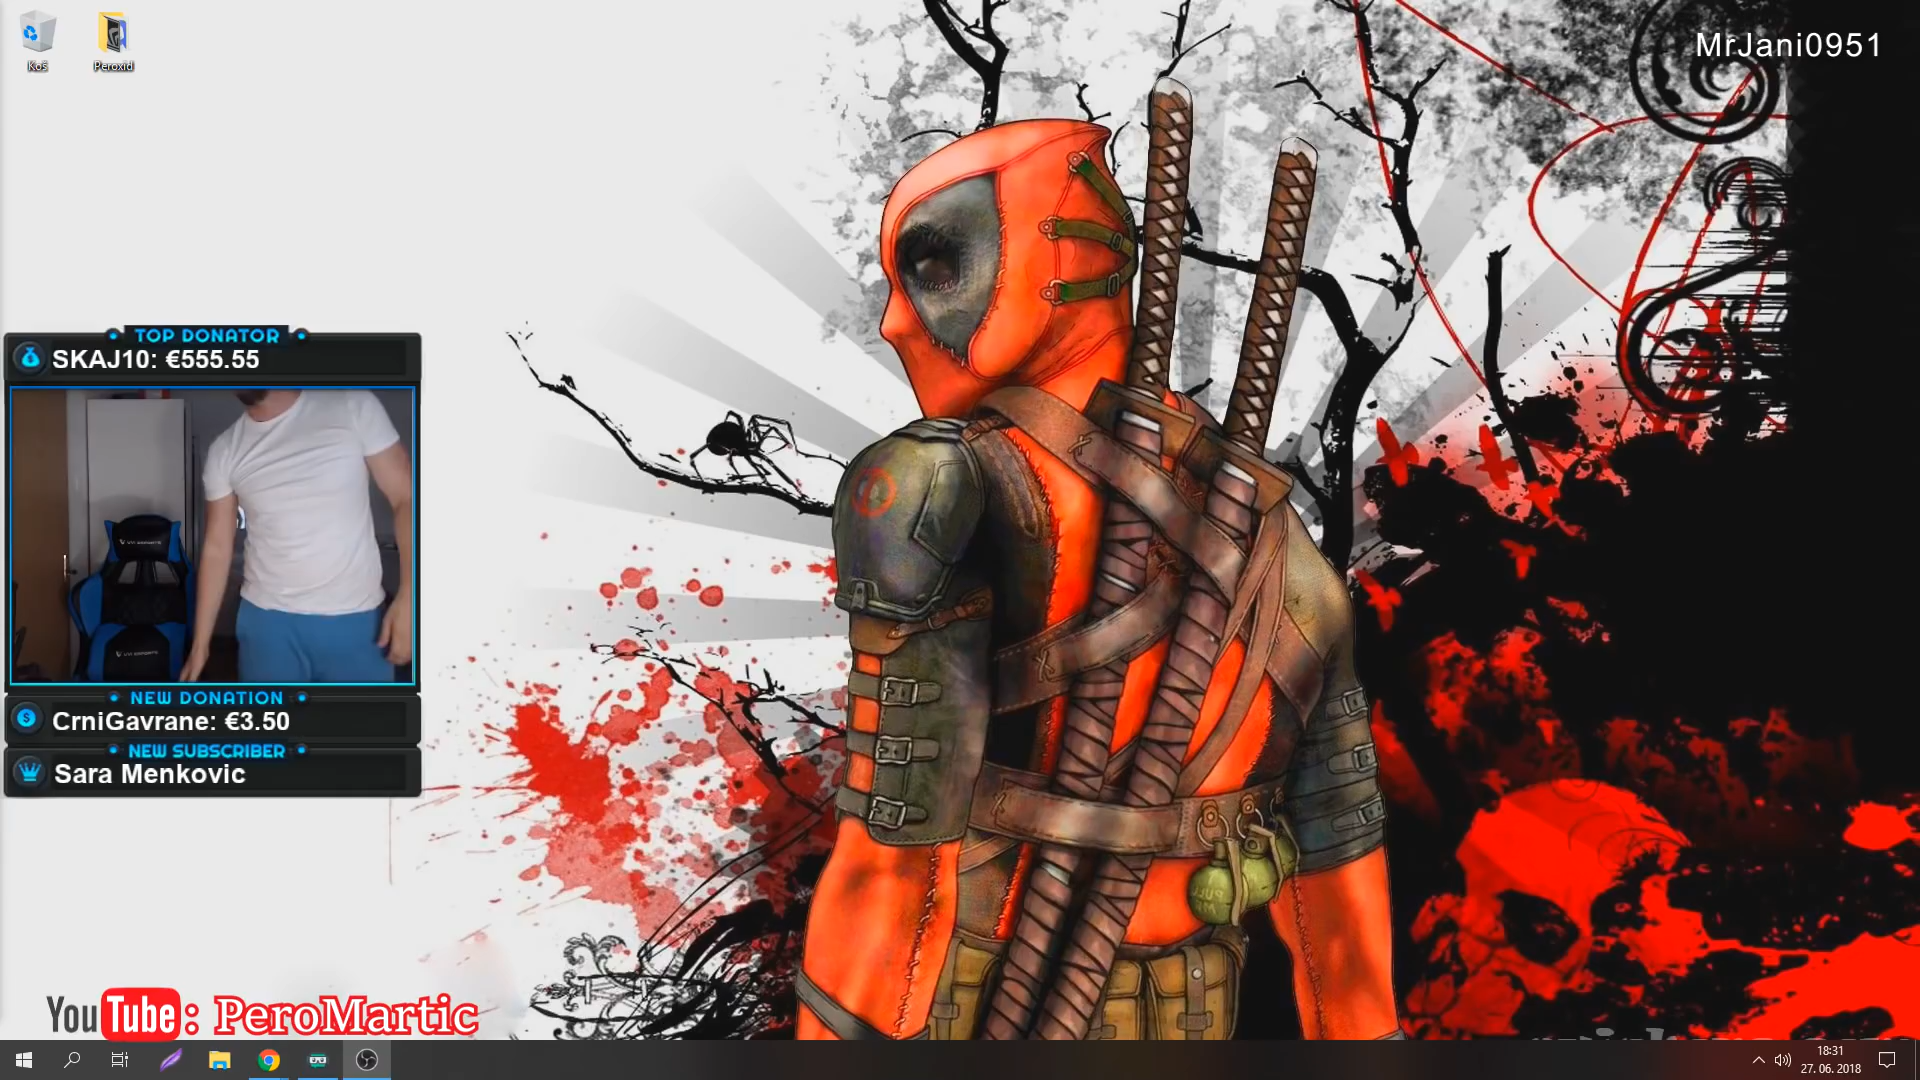 Koš
Peroxid
MrJani0951
TOP DONATOR
SKAJ10: €555.55
NEW DONATION
CrniGavrane: €3.50
NEW SUBSCRIBER
Sara Menkovic
YouTube: PeroMartic
18:31
27. 06. 2018